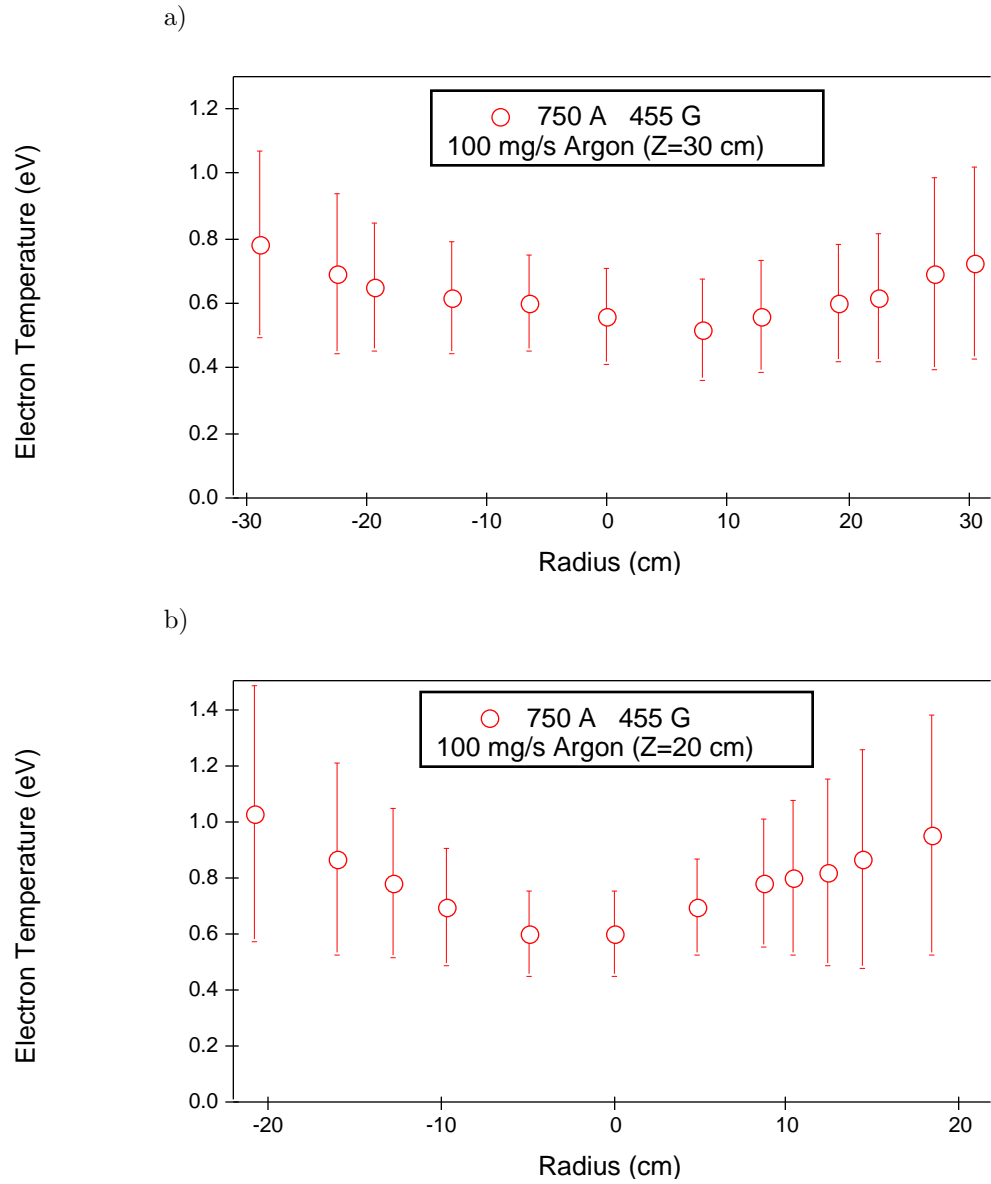 a)
Electron Temperature (eV)
1.2
1.0
0.8
0.6
0.4
0.2
0.0
750 A 455 G
100 mg/s Argon (Z=30 cm)
-30
-20
-10
0
10
20
30
Radius (cm)
b)
Electron Temperature (eV)
1.4
1.2
1.0
0.8
0.6
0.4
0.2
0.0
750 A 455 G
100 mg/s Argon (Z=20 cm)
-20
-10
0
10
20
Radius (cm)